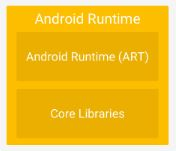 Android Runtime
Android Runtime (ART)
Core Libraries